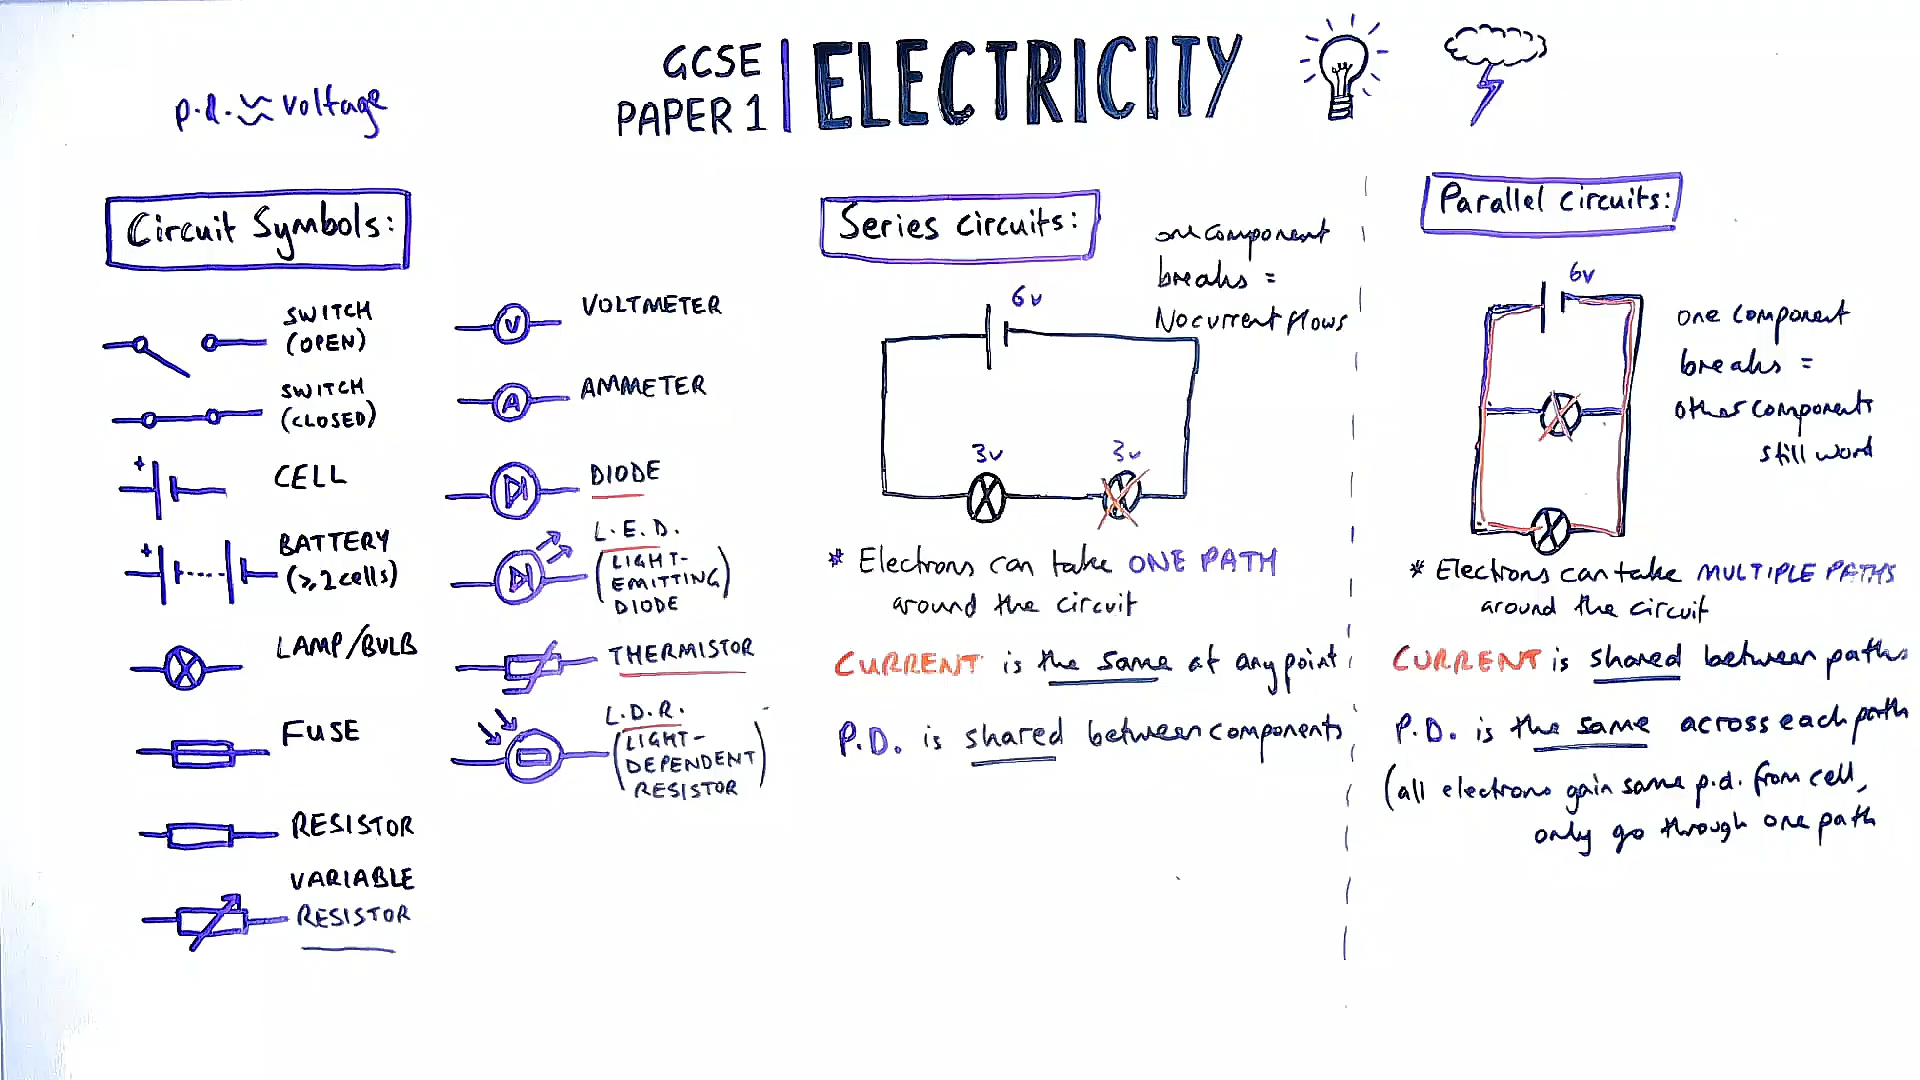 p.d. ≈ voltage
GCSE
PAPER 1
ELECTRICITY
Circuit Symbols:
SWITCH
(OPEN)
SWITCH
(CLOSED)
+
CELL
+
BATTERY
(≥2 cells)
LAMP/BULB
FUSE
RESISTOR
VARIABLE
RESISTOR
V
VOLTMETER
A
AMMETER
DIODE
L.E.D.
(LIGHT-
EMITTING
DIODE)
THERMISTOR
L.D.R.
(LIGHT-
DEPENDENT
RESISTOR)
Series circuits:
one component
breaks =
No current flows
6v
3v
3v
* Electrons can take ONE PATH
around the circuit
CURRENT is the same at any point
P.D. is shared between components
Parallel circuits:
6v
one component
breaks =
other components
still word
* Electrons can take MULTIPLE PATHS
around the circuit
CURRENT is shared between paths
P.D. is the same across each path
(all electrons gain same p.d. from cell,
only go through one path